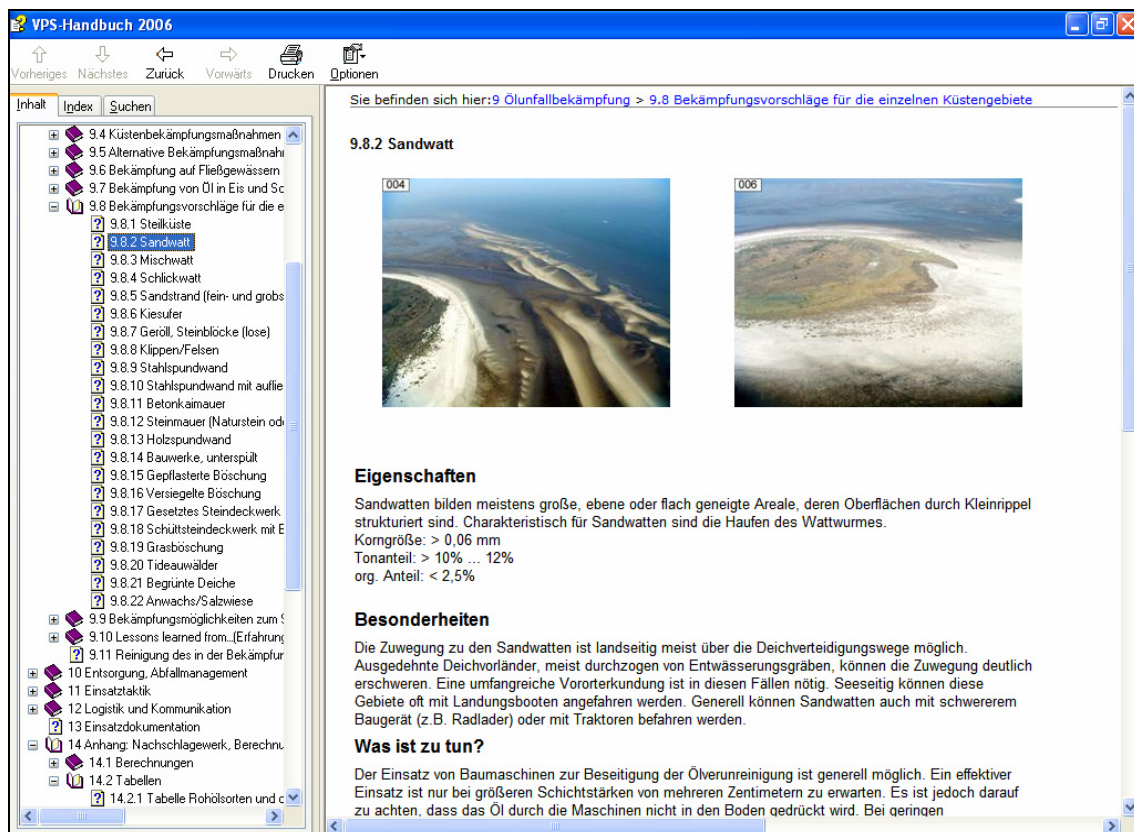 VPS-Handbuch 2006
Vorheriges Nächstes Zurück Vorwärts Drucken Optionen
Inhalt Index Suchen
9.4 Küstenbekämpfungsmaßnahmen
9.5 Alternative Bekämpfungsmaßnahm
9.6 Bekämpfung auf Fließgewässern
9.7 Bekämpfung von Öl in Eis und Sc
9.8 Bekämpfungsvorschläge für die e
9.8.1 Steilküste
9.8.2 Sandwatt
9.8.3 Mischwatt
9.8.4 Schlickwatt
9.8.5 Sandstrand (fein- und grobs
9.8.6 Kiesufer
9.8.7 Geröll, Steinblöcke (lose)
9.8.8 Klippen/Felsen
9.8.9 Stahlspundwand
9.8.10 Stahlspundwand mit auflie
9.8.11 Betonkaimauer
9.8.12 Steinmauer (Naturstein od
9.8.13 Holzspundwand
9.8.14 Bauwerke, unterspült
9.8.15 Gepflasterte Böschung
9.8.16 Versiegelte Böschung
9.8.17 Gesetztes Steindeckwerk
9.8.18 Schüttsteindeckwerk mit E
9.8.19 Grasböschung
9.8.20 Tideauwälder
9.8.21 Begrünte Deiche
9.8.22 Anwachs/Salzwiese
9.9 Bekämpfungsmöglichkeiten zum S
9.10 Lessons learned from...(Erfahrung
9.11 Reinigung des in der Bekämpfur
10 Entsorgung, Abfallmanagement
11 Einsatztaktik
12 Logistik und Kommunikation
13 Einsatzdokumentation
14 Anhang: Nachschlagewerk, Berechnu
14.1 Berechnungen
14.2 Tabellen
14.2.1 Tabelle Rohölsorten und d
Sie befinden sich hier:9 Ölunfallbekämpfung > 9.8 Bekämpfungsvorschläge für die einzelnen Küstengebiete
9.8.2 Sandwatt
004
006
Eigenschaften
Sandwatten bilden meistens große, ebene oder flach geneigte Areale, deren Oberflächen durch Kleinrippel
strukturiert sind. Charakteristisch für Sandwatten sind die Haufen des Wattwurmes.
Korngröße: > 0,06 mm
Tonanteil: > 10% ... 12%
org. Anteil: < 2,5%
Besonderheiten
Die Zuwegung zu den Sandwatten ist landseitig meist über die Deichverteidigungswege möglich.
Ausgedehnte Deichvorländer, meist durchzogen von Entwässerungsgräben, können die Zuwegung deutlich
erschweren. Eine umfangreiche Vororterkundung ist in diesen Fällen nötig. Seeseitig können diese
Gebiete oft mit Landungsbooten angefahren werden. Generell können Sandwatten auch mit schwererem
Baugerät (z.B. Radlader) oder mit Traktoren befahren werden.
Was ist zu tun?
Der Einsatz von Baumaschinen zur Beseitigung der Ölverunreinigung ist generell möglich. Ein effektiver
Einsatz ist nur bei größeren Schichtstärken von mehreren Zentimetern zu erwarten. Es ist jedoch darauf
zu achten, dass das Öl durch die Maschinen nicht in den Boden gedrückt wird. Bei geringen